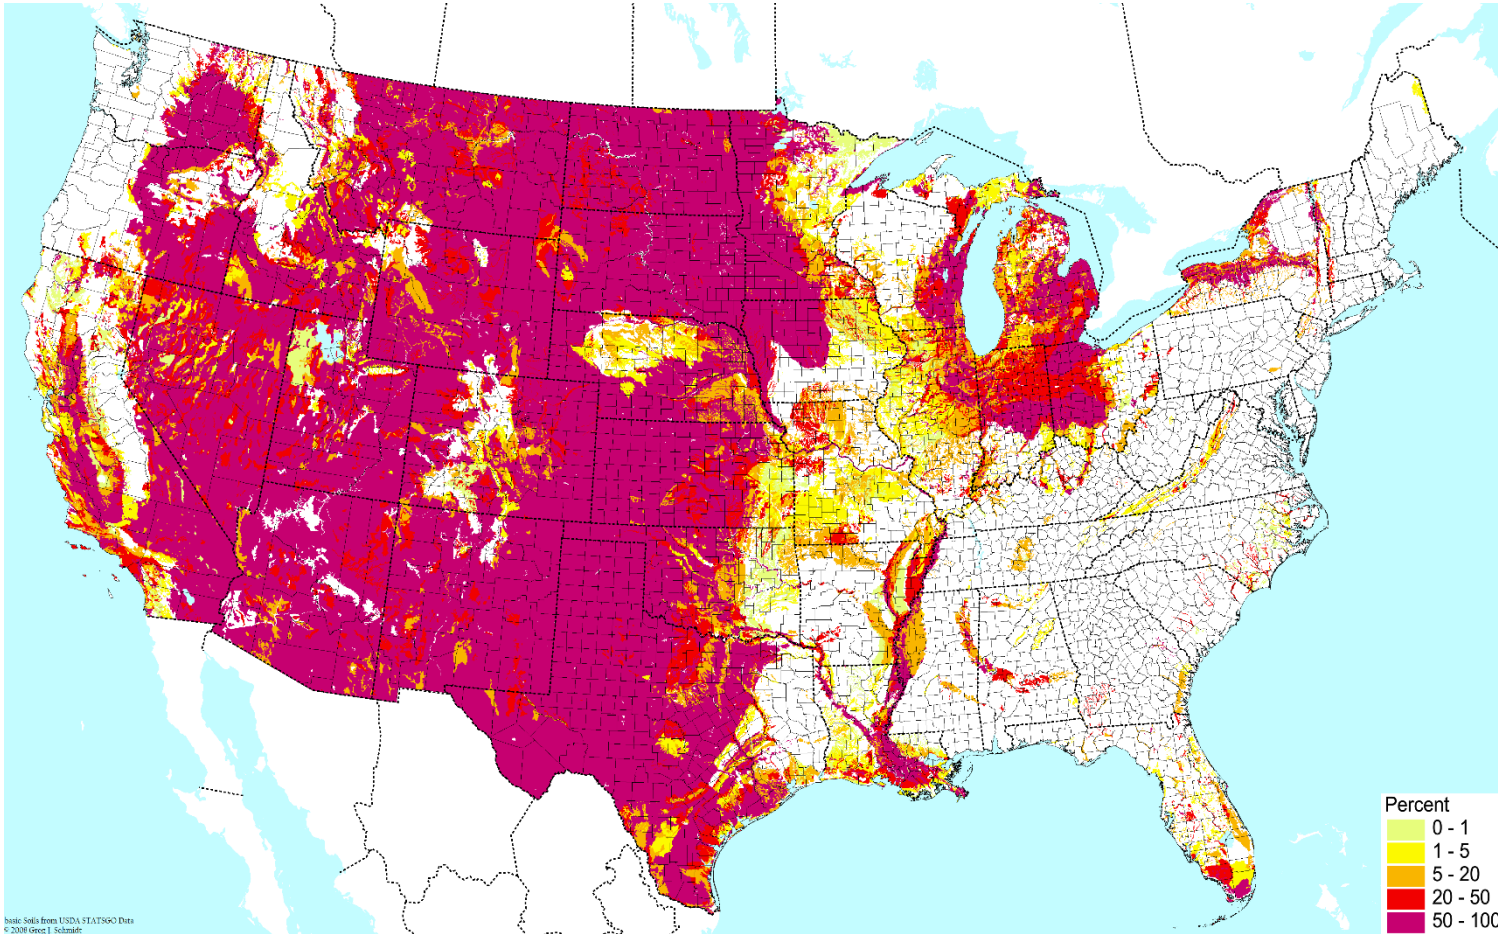 Percent
0 - 1
1 - 5
5 - 20
20 - 50
50 - 100
basic Soils from USDA STATSGO Data
© 2006 Greg J. Schmidt